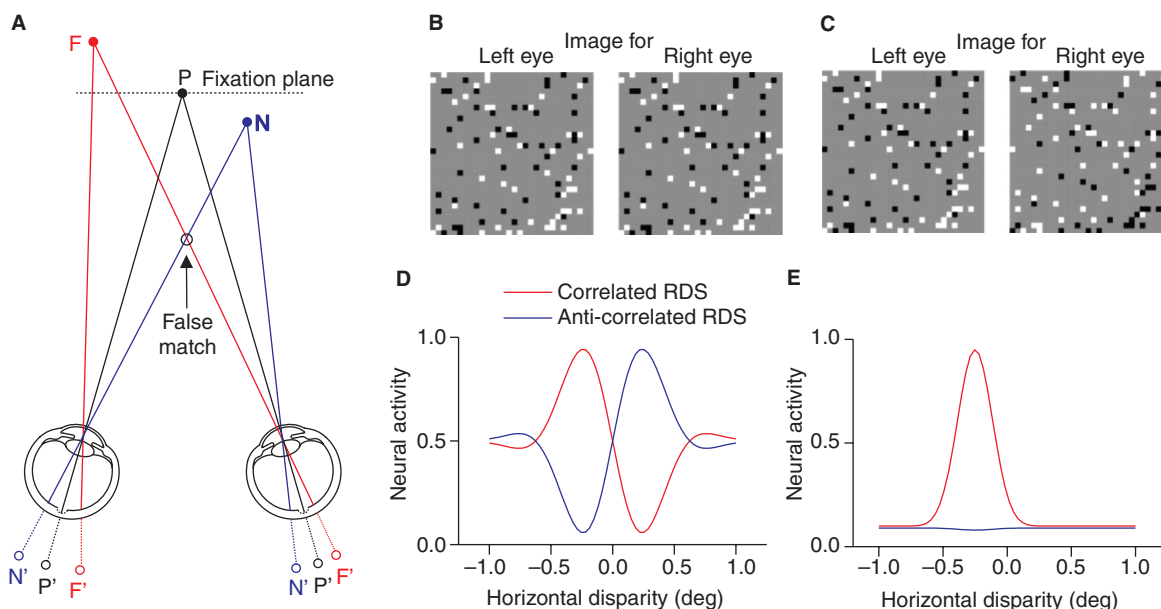 A
F
P Fixation plane
N
False
match
N' P' F'
N' P' F'
B
Image for
Left eye Right eye
C
Image for
Left eye Right eye
D
Correlated RDS
Anti-correlated RDS
1.0
0.5
0.0
Neural activity
–1.0 –0.5 0.0 0.5 1.0
Horizontal disparity (deg)
E
1.0
0.5
0.0
Neural activity
–1.0 –0.5 0.0 0.5 1.0
Horizontal disparity (deg)